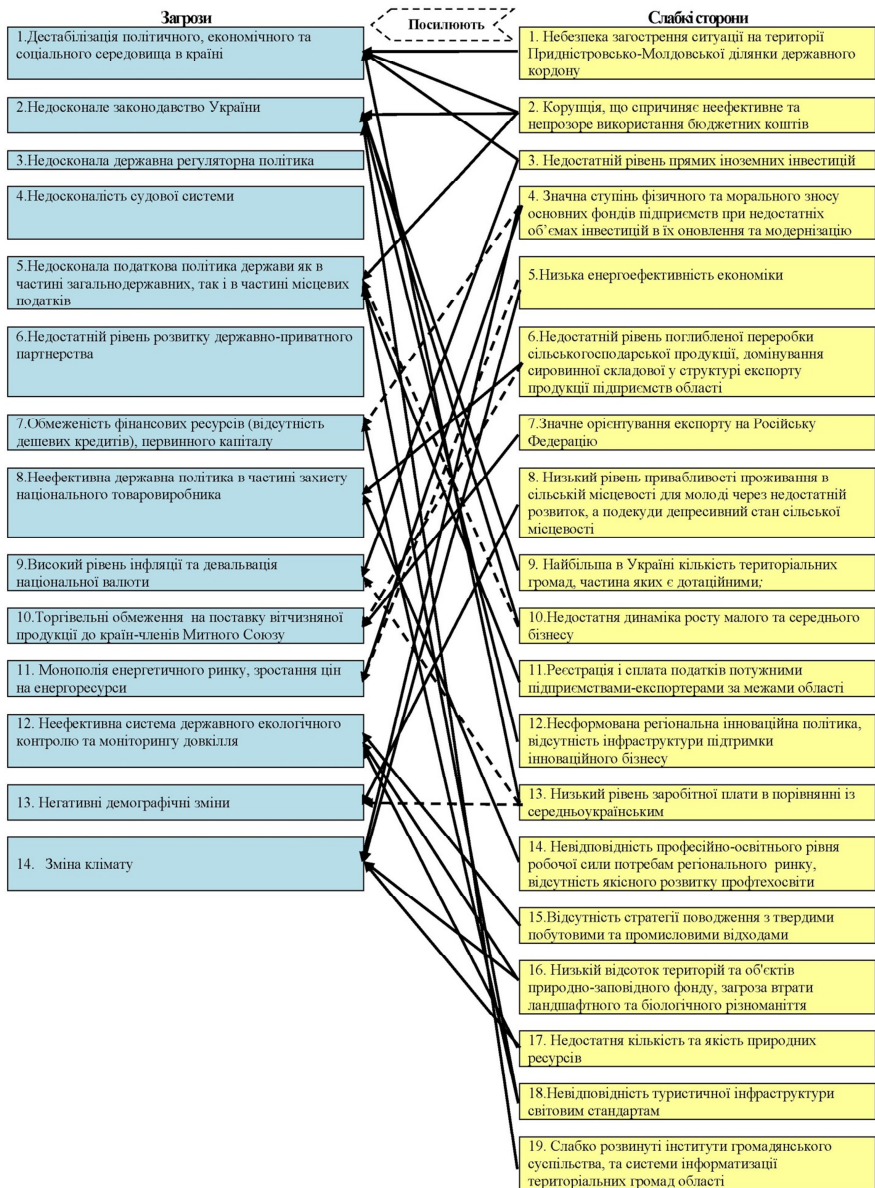 Загрози
Посилюють
Слабкі сторони
1.Дестабілізація політичного, економічного та
соціального середовища в країні
2.Недосконале законодавство України
3.Недосконала державна регуляторна політика
4.Недосконалість судової системи
5.Недосконала податкова політика держави як в
частині загальнодержавних, так і в частині місцевих
податків
6.Недостатній рівень розвитку державно-приватного
партнерства
7.Обмеженість фінансових ресурсів (відсутність
дешевих кредитів), первинного капіталу
8.Неефективна державна політика в частині захисту
національного товаровиробника
9.Високий рівень інфляції та девальвація
національної валюти
10.Торгівельні обмеження на поставку вітчизняної
продукції до країн-членів Митного Союзу
11. Монополія енергетичного ринку, зростання цін
на енергоресурси
12. Неефективна система державного екологічного
контролю та моніторингу довкілля
13. Негативні демографічні зміни
14. Зміна клімату
1. Небезпека загострення ситуації на території
Придністровсько-Молдовської ділянки державного
кордону
2. Корупція, що спричиняє неефективне та
непрозоре використання бюджетних коштів
3. Недостатній рівень прямих іноземних інвестицій
4. Значна ступінь фізичного та морального зносу
основних фондів підприємств при недостатніх
об’ємах інвестицій в їх оновлення та модернізацію
5.Низька енергоефективність економіки
6.Недостатній рівень поглибленої переробки
сільськогосподарської продукції, домінування
сировинної складової у структурі експорту
продукції підприємств області
7.Значне орієнтування експорту на Російську
Федерацію
8. Низький рівень привабливості проживання в
сільській місцевості для молоді через недостатній
розвиток, а подекуди депресивний стан сільської
місцевості
9. Найбільша в Україні кількість територіальних
громад, частина яких є дотаційними;
10.Недостатня динаміка росту малого та середнього
бізнесу
11.Реєстрація і сплата податків потужними
підприємствами-експортерами за межами області
12.Несформована регіональна інноваційна політика,
відсутність інфраструктури підтримки
інноваційного бізнесу
13. Низький рівень заробітної плати в порівнянні із
середньоукраїнським
14. Невідповідність професійно-освітнього рівня
робочої сили потребам регіонального ринку,
відсутність якісного розвитку профтехосвіти
15.Відсутність стратегії поводження з твердими
побутовими та промисловими відходами
16. Низькій відсоток територій та об'єктів
природно-заповідного фонду, загроза втрати
ландшафтного та біологічного різноманіття
17. Недостатня кількість та якість природних
ресурсів
18.Невідповідність туристичної інфраструктури
світовим стандартам
19. Слабко розвинуті інститути громадянського
суспільства, та системи інформатизації
територіальних громад області